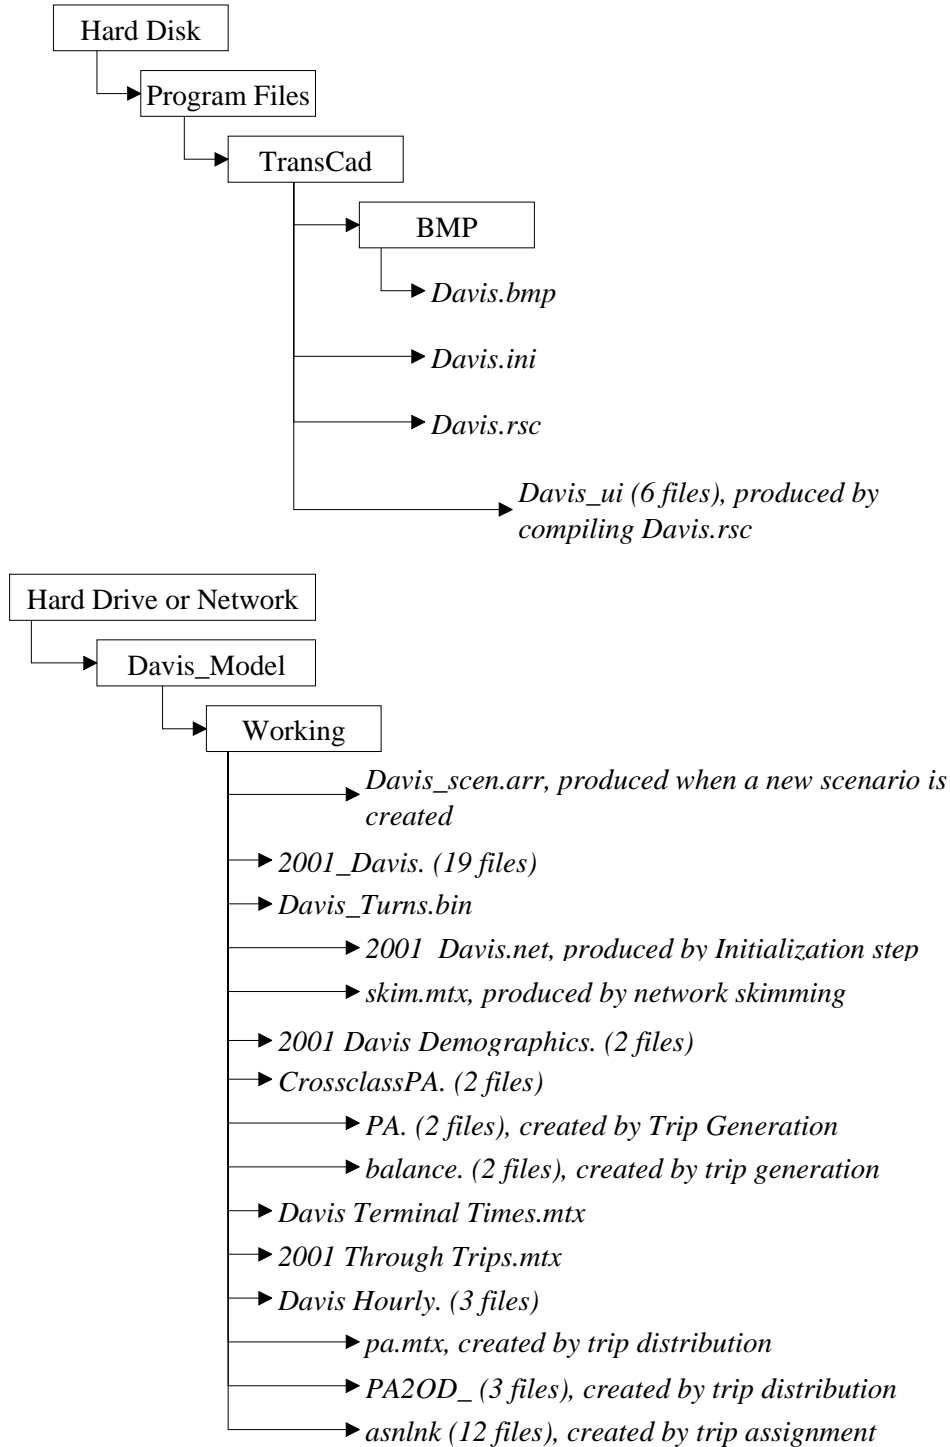 Hard Disk
Program Files
TransCad
BMP
Davis.bmp
Davis.ini
Davis.rsc
Davis_ui (6 files), produced by
compiling Davis.rsc
Hard Drive or Network
Davis_Model
Working
Davis_scen.arr, produced when a new scenario is
created
2001_Davis. (19 files)
Davis_Turns.bin
2001 Davis.net, produced by Initialization step
skim.mtx, produced by network skimming
2001 Davis Demographics. (2 files)
CrossclassPA. (2 files)
PA. (2 files), created by Trip Generation
balance. (2 files), created by trip generation
Davis Terminal Times.mtx
2001 Through Trips.mtx
Davis Hourly. (3 files)
pa.mtx, created by trip distribution
PA2OD_ (3 files), created by trip distribution
asnlnk (12 files), created by trip assignment